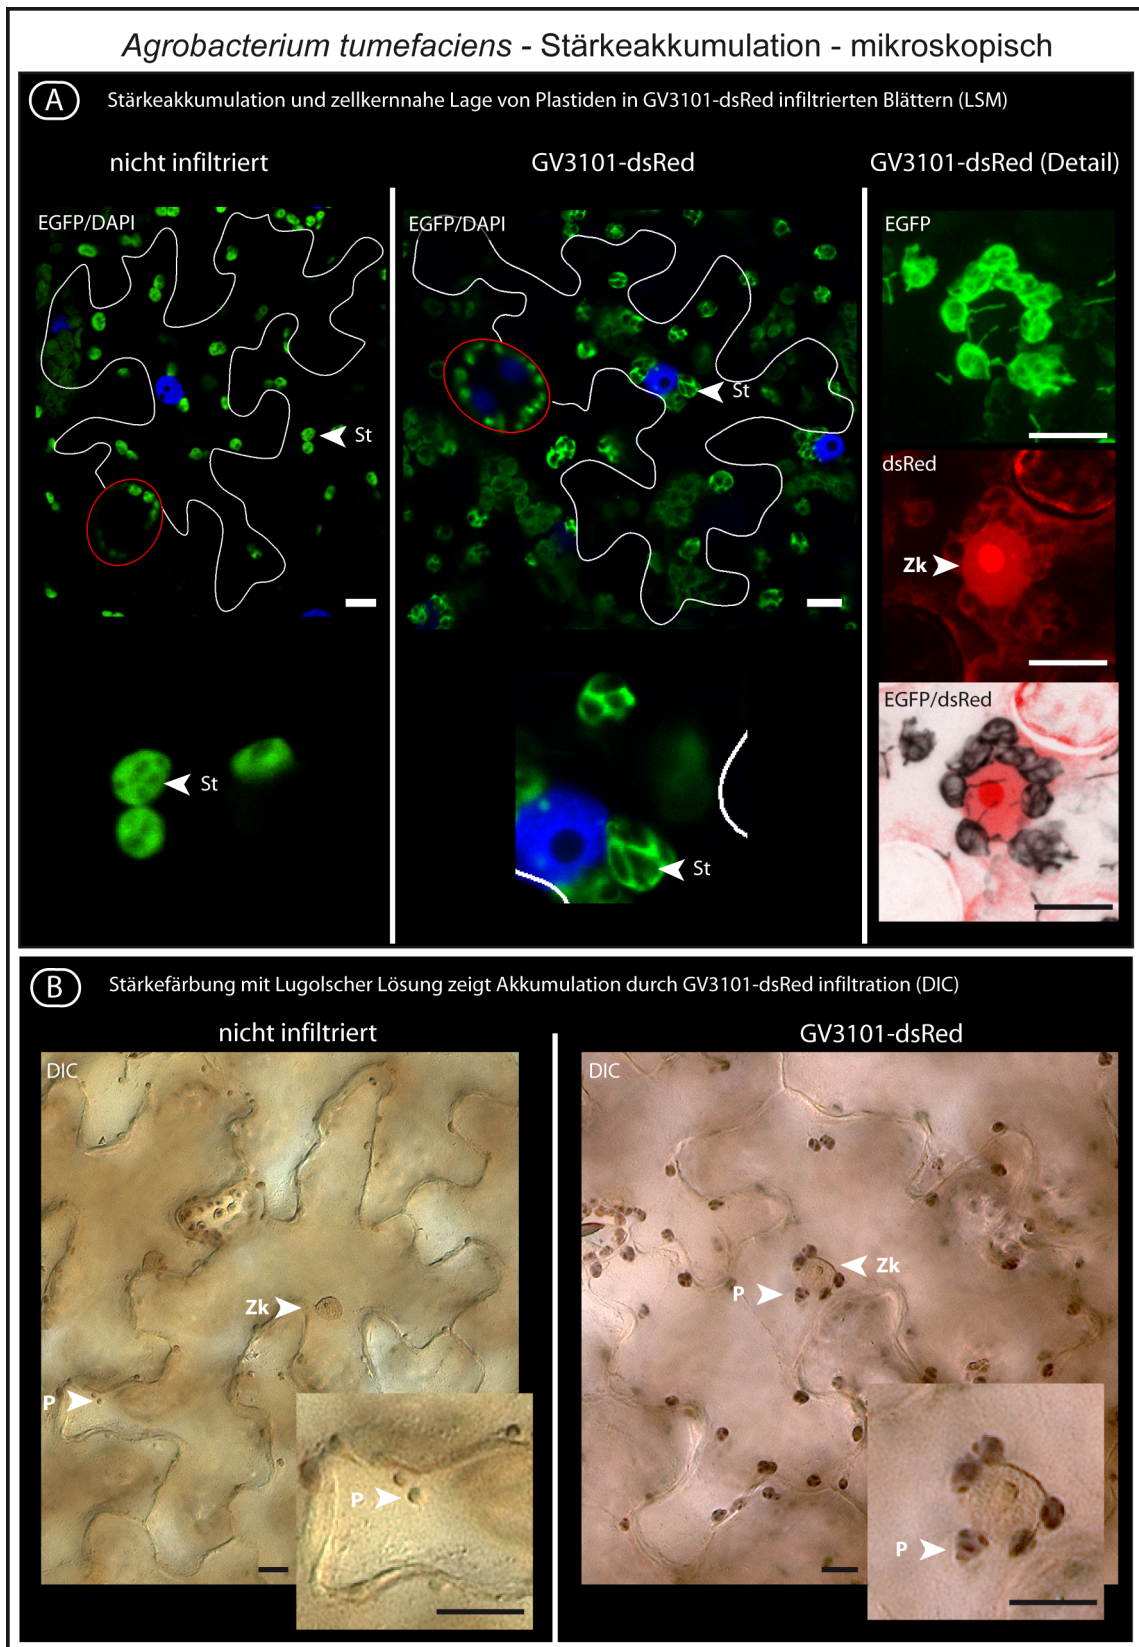 Agrobacterium tumefaciens - Stärkeakkumulation - mikroskopisch
A
Stärkeakkumulation und zellkernnahe Lage von Plastiden in GV3101-dsRed infiltrierten Blättern (LSM)
nicht infiltriert
GV3101-dsRed
GV3101-dsRed (Detail)
EGFP/DAPI
EGFP/DAPI
EGFP
St
St
dsRed
Zk
EGFP/dsRed
St
St
B
Stärkefärbung mit Lugolscher Lösung zeigt Akkumulation durch GV3101-dsRed infiltration (DIC)
nicht infiltriert
GV3101-dsRed
DIC
DIC
Zk
P
Zk
P
P
P